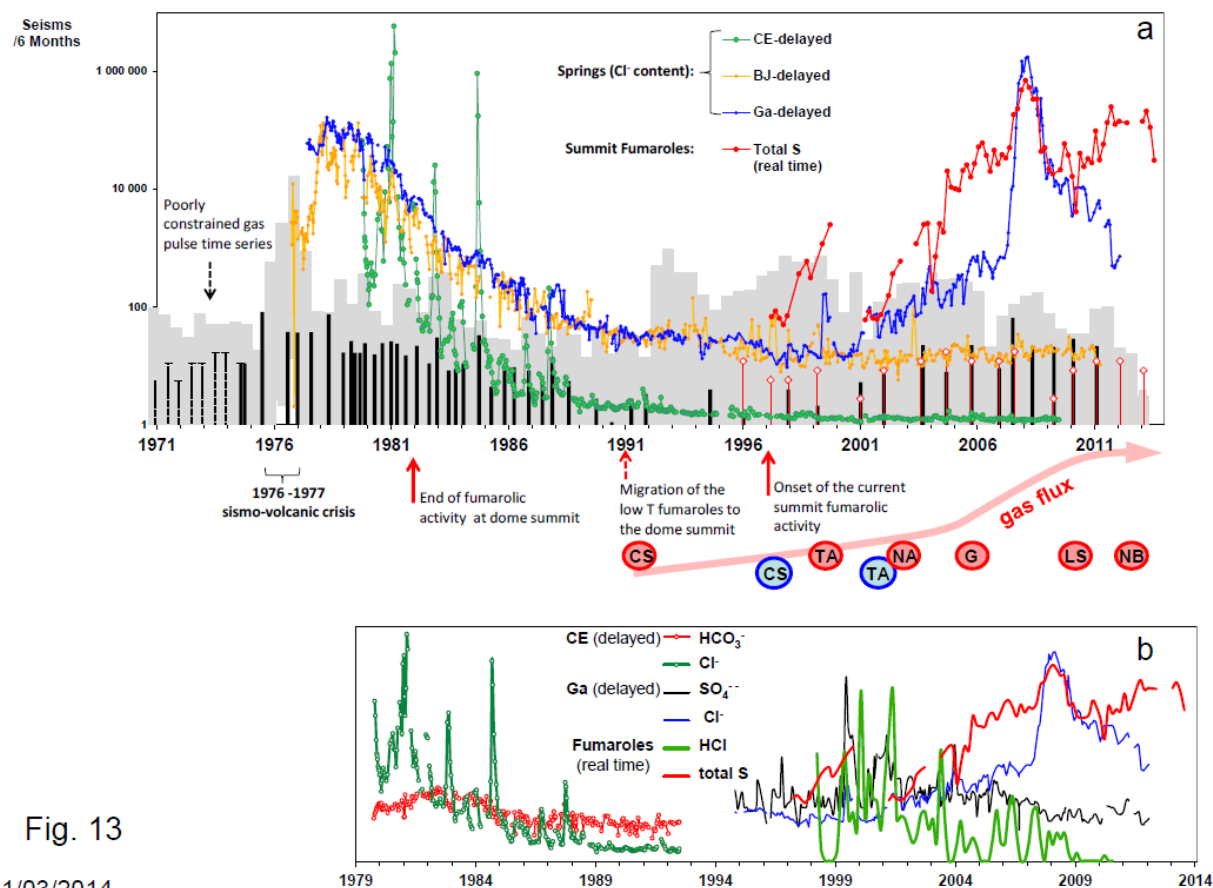 Seisms
/6 Months
a
1 000 000
10 000
100
1
Springs (Cl⁻ content):
CE-delayed
BJ-delayed
Ga-delayed
Summit Fumaroles:
Total S
(real time)
Poorly
constrained gas
pulse time series
1971 1976 1981 1986 1991 1996 2001 2006 2011
1976 -1977
sismo-volcanic crisis
End of fumarolic
activity at dome summit
Migration of the
low T fumaroles to
the dome summit
Onset of the current
summit fumarolic
activity
gas flux
CS TA NA G LS NB
CS TA
b
CE (delayed) HCO₃⁻
Cl⁻
Ga (delayed) SO₄⁻⁻
Cl⁻
Fumaroles HCl
(real time) total S
1979 1984 1989 1994 1999 2004 2009 2014
Fig. 13
1/03/2014